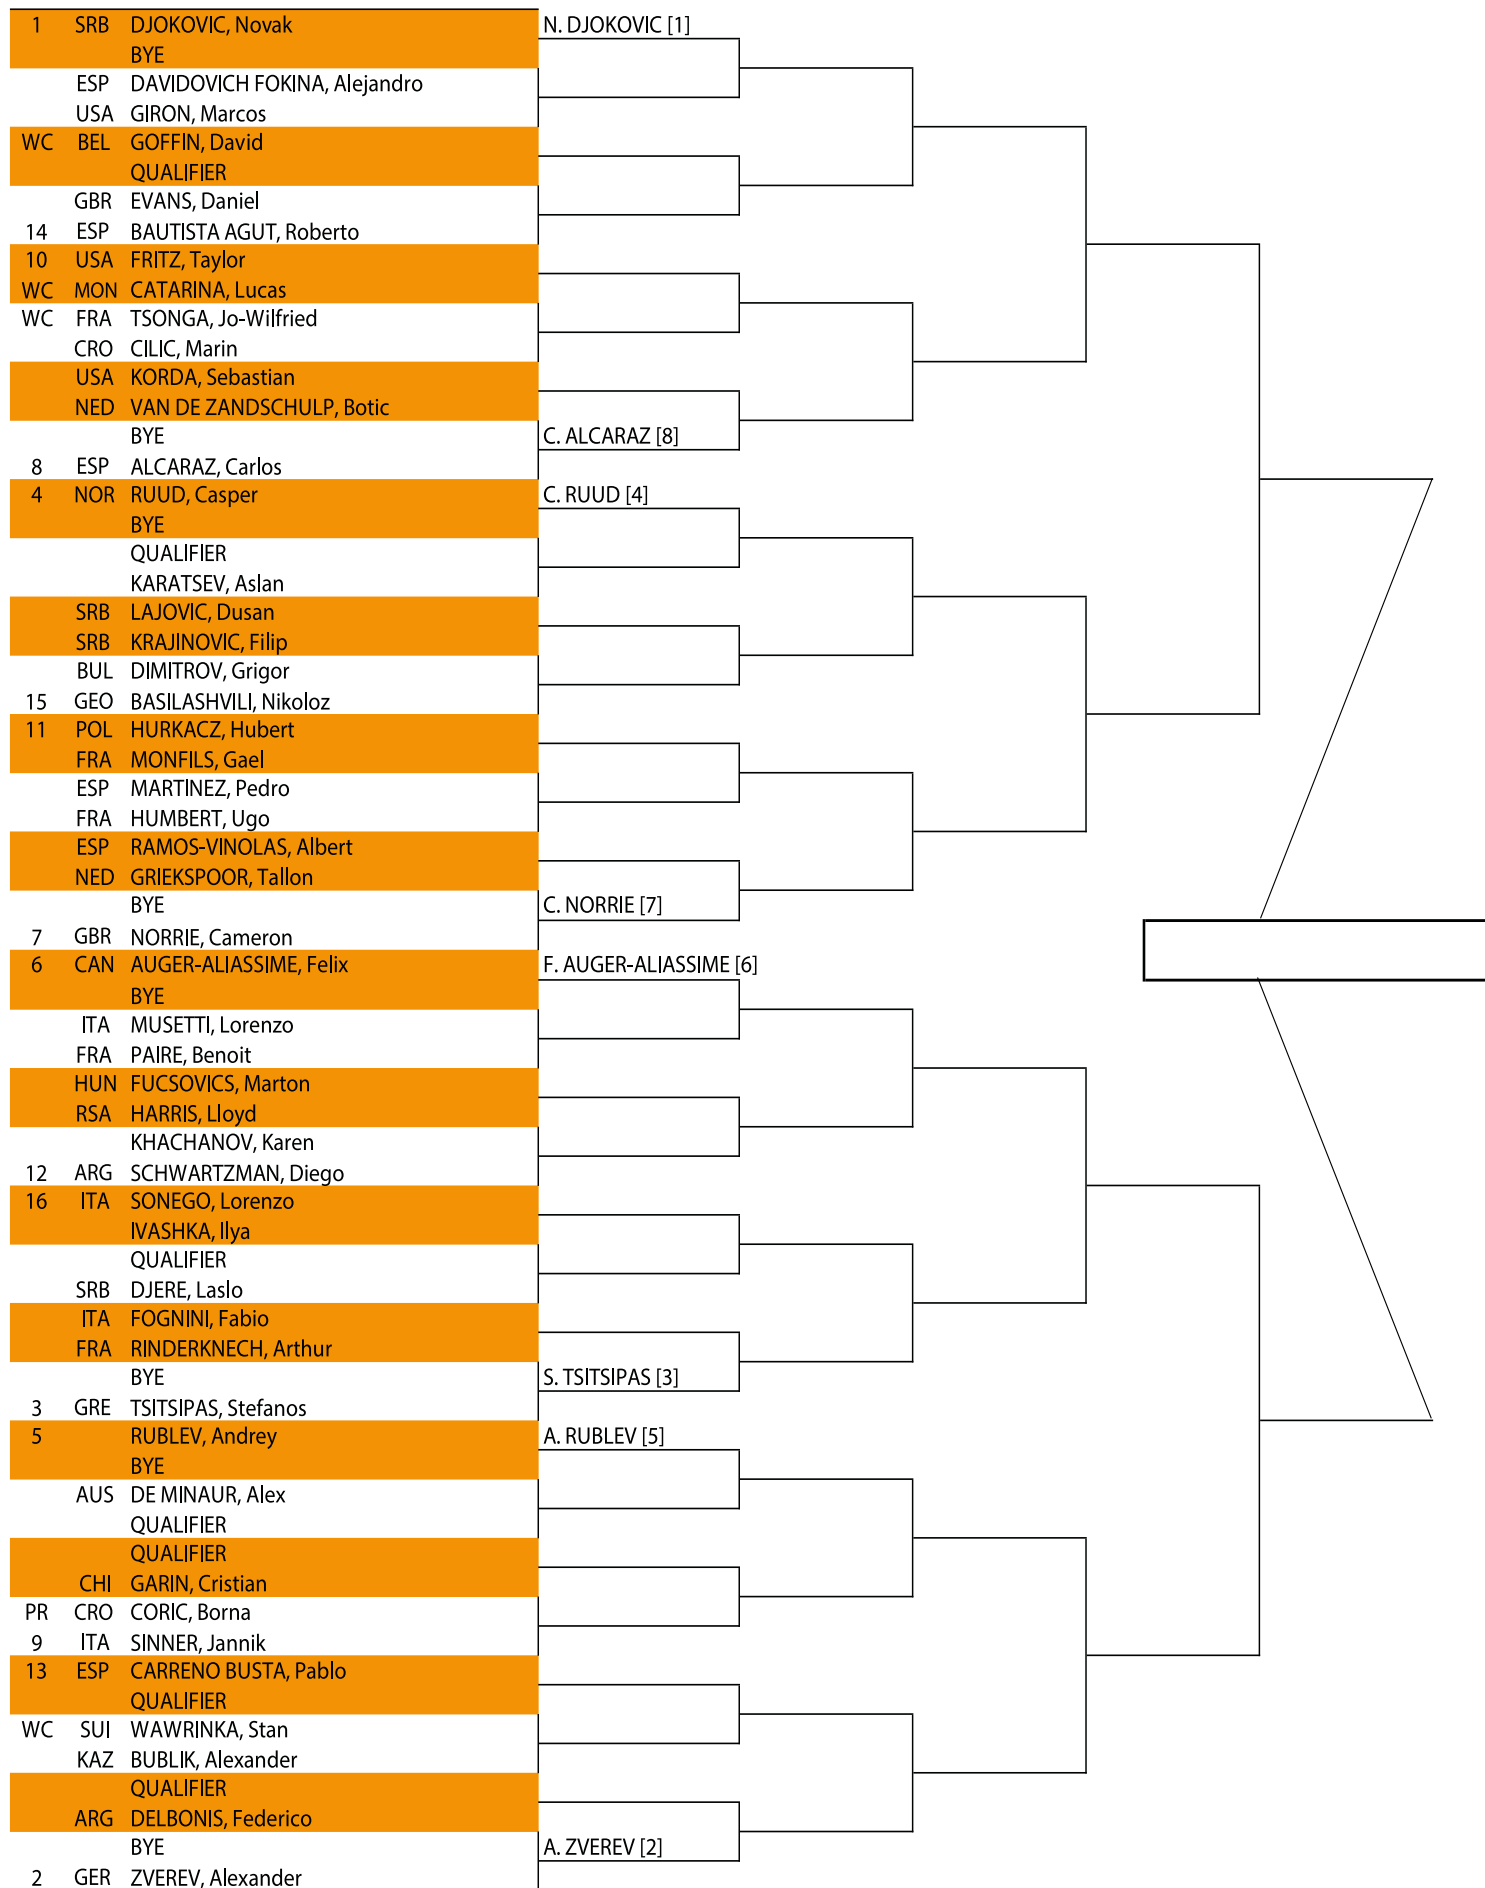 1 SRB DJOKOVIC, Novak N. DJOKOVIC [1]
BYE
ESP DAVIDOVICH FOKINA, Alejandro
USA GIRON, Marcos
WC BEL GOFFIN, David
QUALIFIER
GBR EVANS, Daniel
14 ESP BAUTISTA AGUT, Roberto
10 USA FRITZ, Taylor
WC MON CATARINA, Lucas
WC FRA TSONGA, Jo-Wilfried
CRO CILIC, Marin
USA KORDA, Sebastian
NED VAN DE ZANDSCHULP, Botic
BYE C. ALCARAZ [8]
8 ESP ALCARAZ, Carlos
4 NOR RUUD, Casper C. RUUD [4]
BYE
QUALIFIER
KARATSEV, Aslan
SRB LAJOVIC, Dusan
SRB KRAJINOVIC, Filip
BUL DIMITROV, Grigor
15 GEO BASILASHVILI, Nikoloz
11 POL HURKACZ, Hubert
FRA MONFILS, Gael
ESP MARTINEZ, Pedro
FRA HUMBERT, Ugo
ESP RAMOS-VINOLAS, Albert
NED GRIEKSPOOR, Tallon
BYE C. NORRIE [7]
7 GBR NORRIE, Cameron
6 CAN AUGER-ALIASSIME, Felix F. AUGER-ALIASSIME [6]
BYE
ITA MUSETTI, Lorenzo
FRA PAIRE, Benoit
HUN FUCSOVICS, Marton
RSA HARRIS, Lloyd
KHACHANOV, Karen
12 ARG SCHWARTZMAN, Diego
16 ITA SONEGO, Lorenzo
IVASHKA, Ilya
QUALIFIER
SRB DJERE, Laslo
ITA FOGNINI, Fabio
FRA RINDERKNECH, Arthur
BYE S. TSITSIPAS [3]
3 GRE TSITSIPAS, Stefanos
5 RUBLEV, Andrey A. RUBLEV [5]
BYE
AUS DE MINAUR, Alex
QUALIFIER
QUALIFIER
CHI GARIN, Cristian
PR CRO CORIC, Borna
9 ITA SINNER, Jannik
13 ESP CARRENO BUSTA, Pablo
QUALIFIER
WC SUI WAWRINKA, Stan
KAZ BUBLIK, Alexander
QUALIFIER
ARG DELBONIS, Federico
BYE A. ZVEREV [2]
2 GER ZVEREV, Alexander